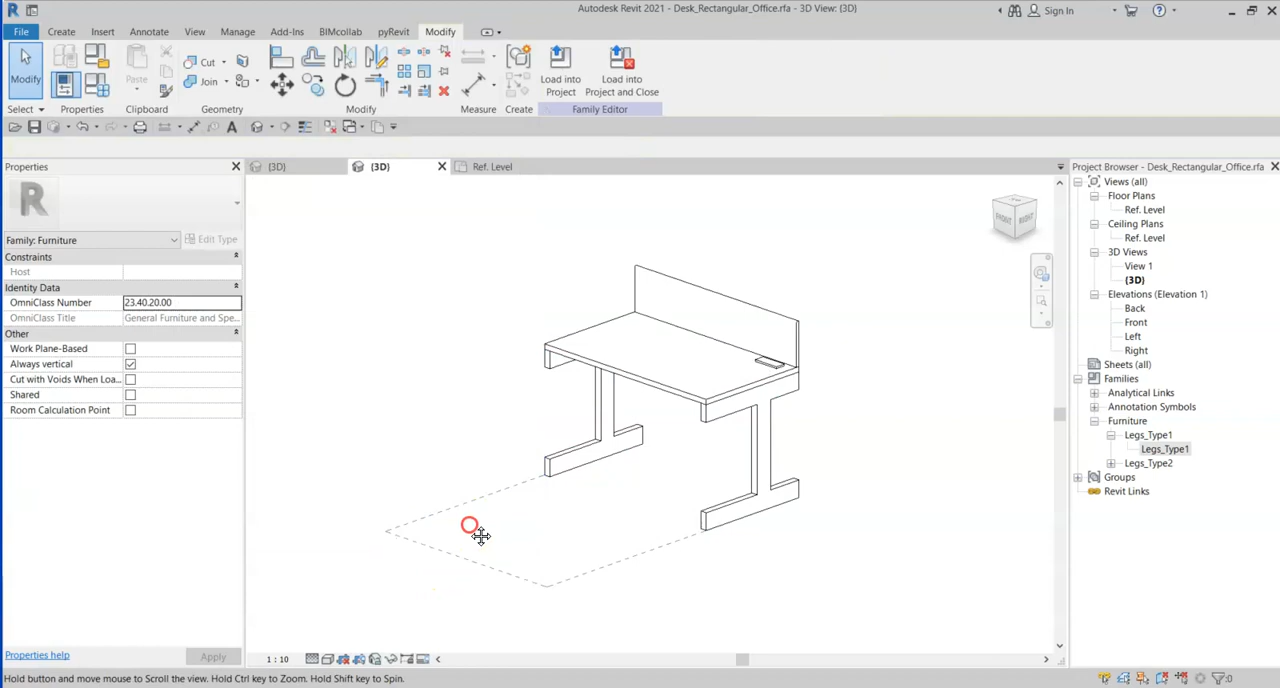 Autodesk Revit 2021 - Desk_Rectangular_Office.rfa - 3D View: {3D}
Sign In
File Create Insert Annotate View Manage Add-Ins BIMcollab pyRevit Modify
Modify
Paste
Cut
Join
Load into
Project
Load into
Project and Close
Select Properties Clipboard Geometry Modify Measure Create Family Editor
Properties
{3D}
{3D}
Ref. Level
Project Browser - Desk_Rectangular_Office.rfa
R
Family: Furniture
Edit Type
Constraints
Host
Identity Data
OmniClass Number 23.40.20.00
OmniClass Title General Furniture and Spe...
Other
Work Plane-Based
Always vertical
Cut with Voids When Loa...
Shared
Room Calculation Point
Properties help
Apply
FRONT
RIGHT
Views (all)
Floor Plans
Ref. Level
Ceiling Plans
Ref. Level
3D Views
View 1
{3D}
Elevations (Elevation 1)
Back
Front
Left
Right
Sheets (all)
Families
Analytical Links
Annotation Symbols
Furniture
Legs_Type1
Legs_Type1
Legs_Type2
Groups
Revit Links
1 : 10
Hold button and move mouse to Scroll the view. Hold Ctrl key to Zoom. Hold Shift key to Spin.
:0